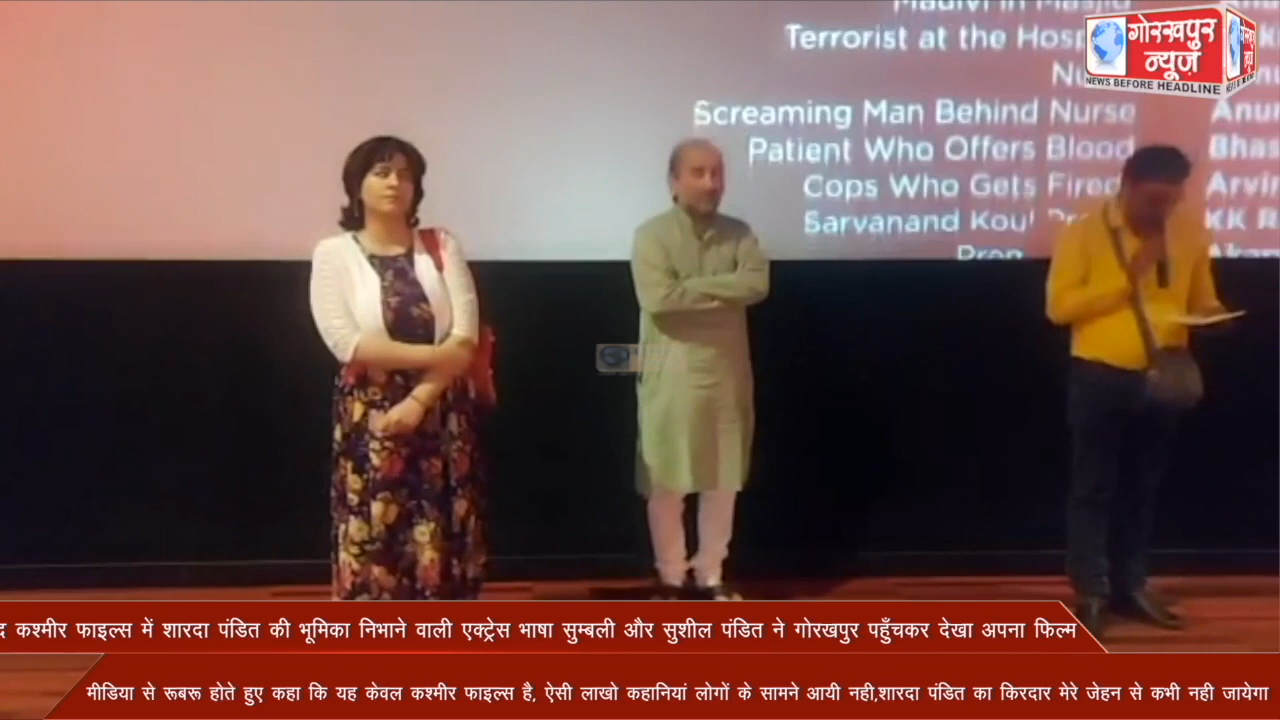 Terrorist at the
गोरखपुर
न्यूज़
NEWS BEFORE HEADLINE
Screaming Man Behind Nurse
Patient Who Offers Blood
Cops Who Gets Fired
Sarvanand Koul
KK
कश्मीर फाइल्स में शारदा पंडित की भूमिका निभाने वाली एक्ट्रेस भाषा सुम्बली और सुशील पंडित ने गोरखपुर पहुँचकर देखा अपना फिल्म
मीडिया से रूबरू होते हुए कहा कि यह केवल कश्मीर फाइल्स है, ऐसी लाखो कहानियां लोगों के सामने आयी नही,शारदा पंडित का किरदार मेरे जेहन से कभी नही जायेगा